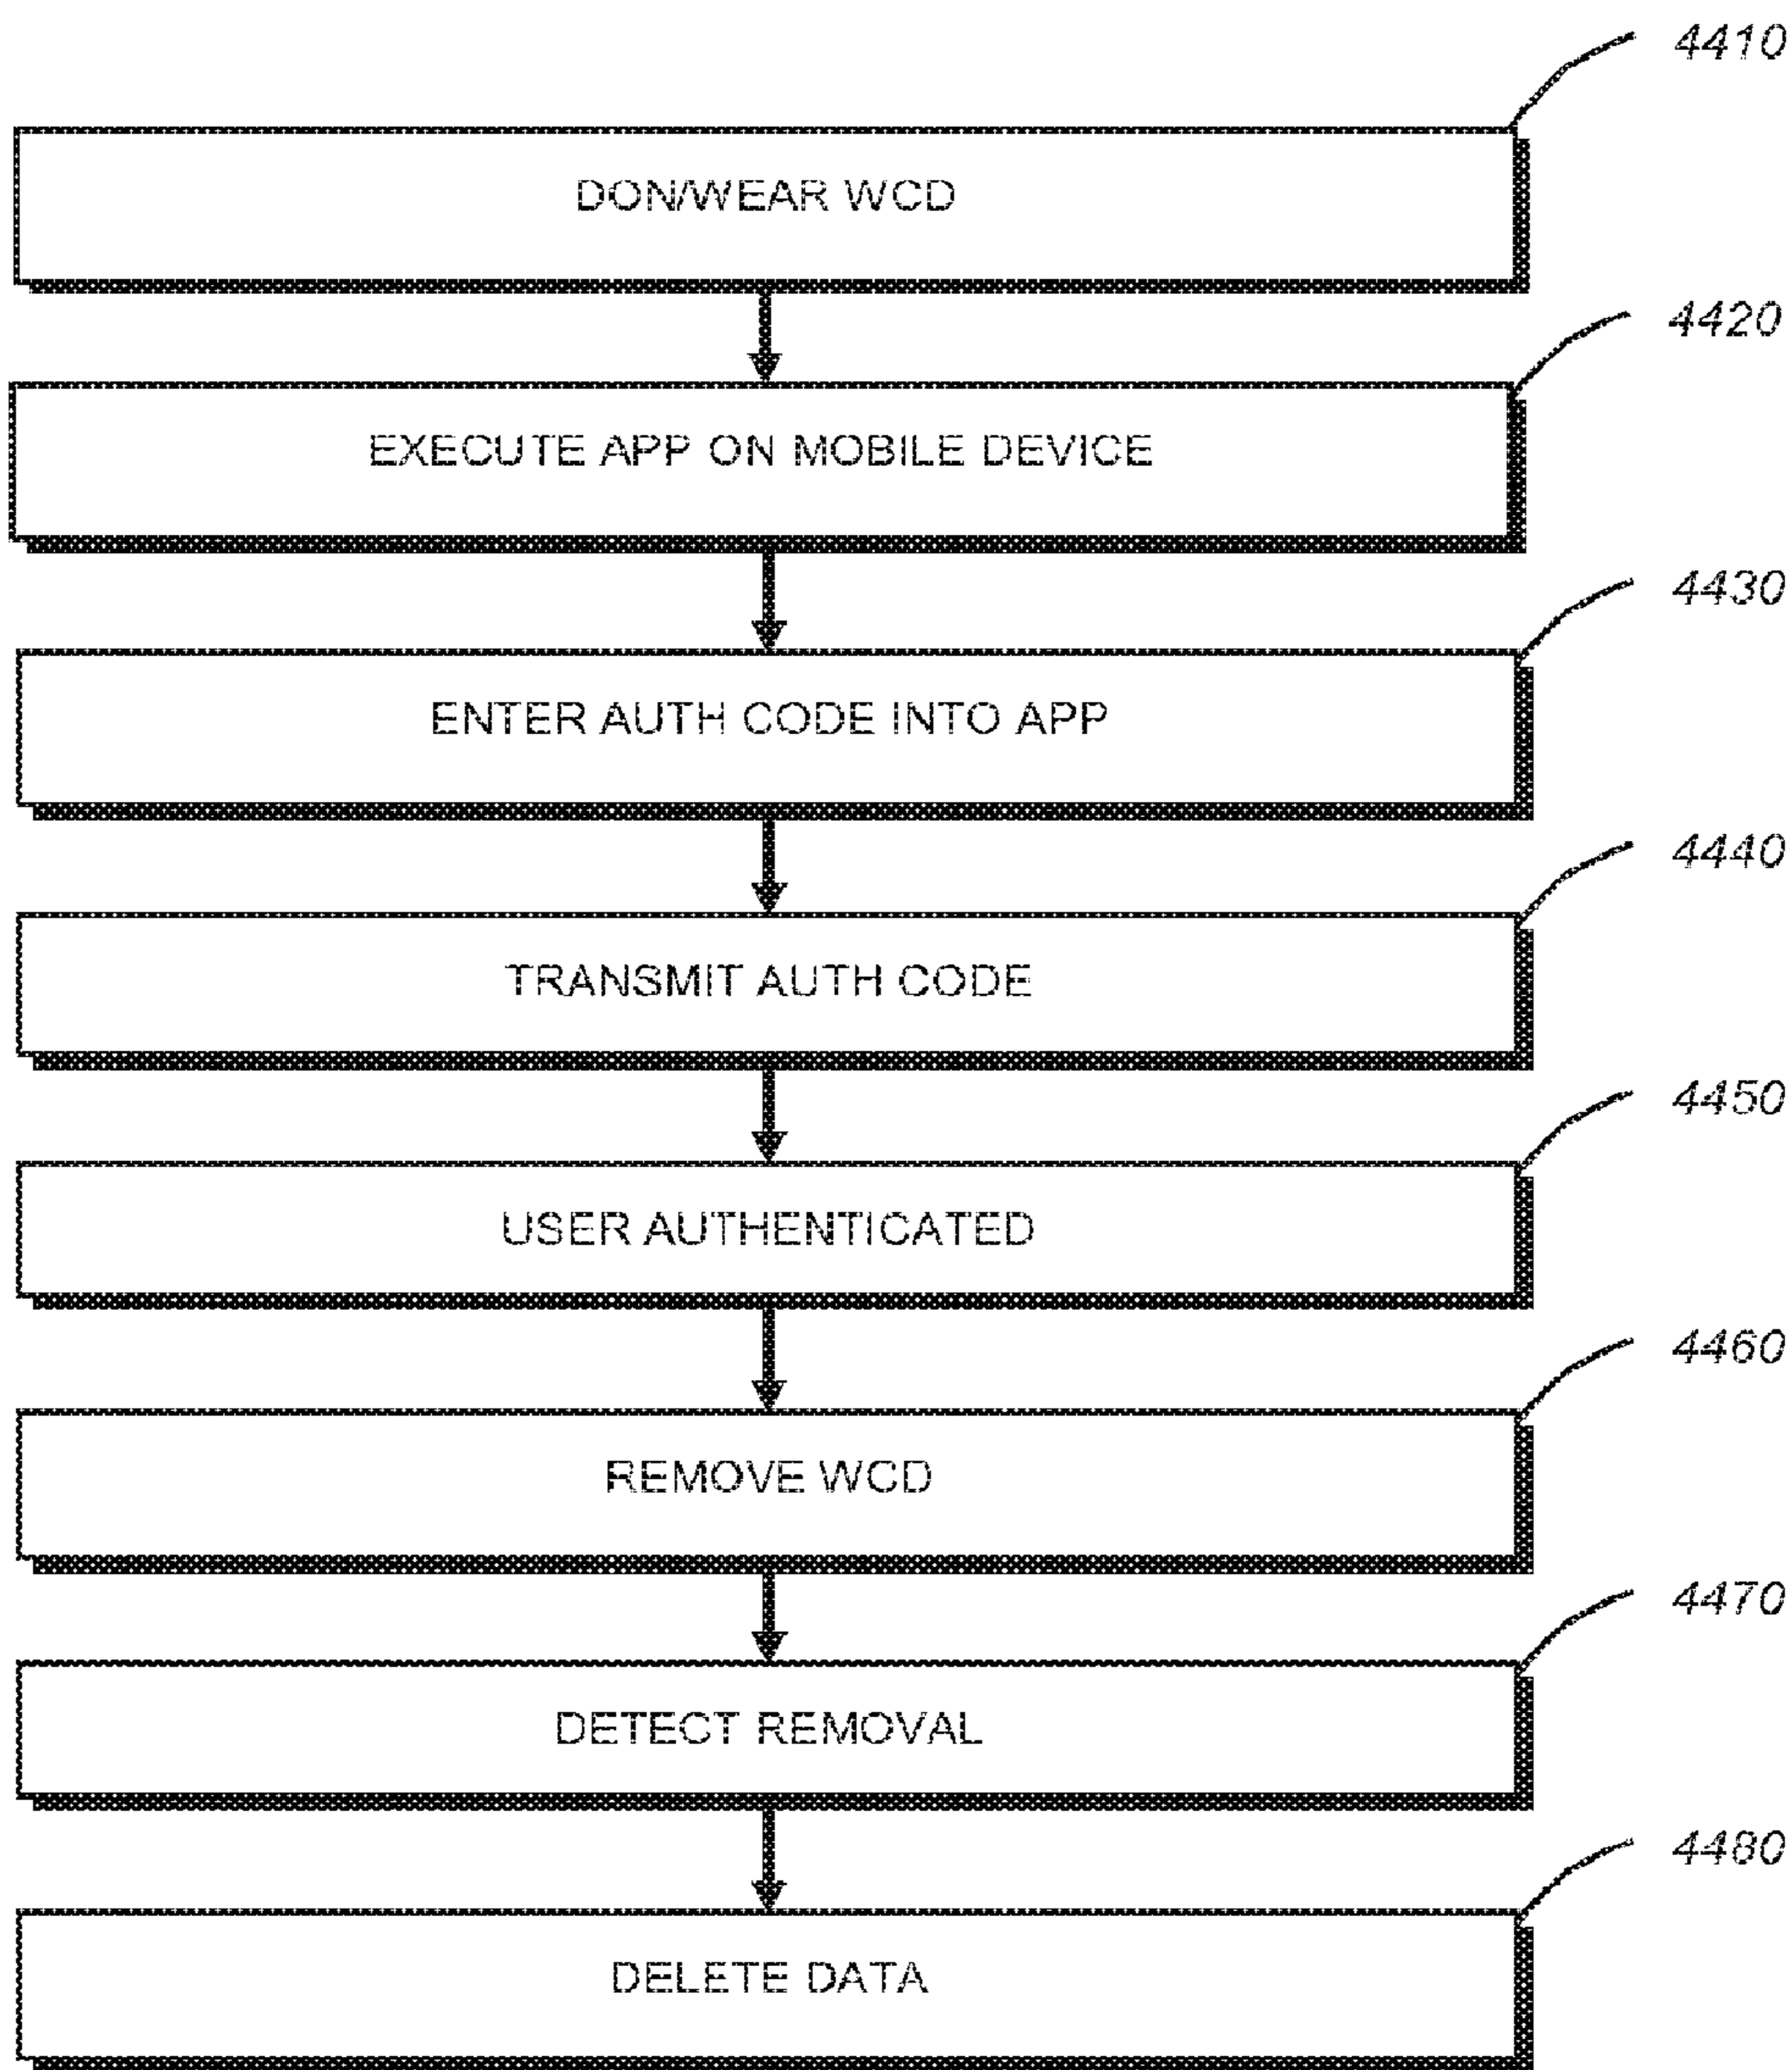 4410
DON/WEAR WCD
4420
EXECUTE APP ON MOBILE DEVICE
4430
ENTER AUTH CODE INTO APP
4440
TRANSMIT AUTH CODE
4450
USER AUTHENTICATED
4460
REMOVE WCD
4470
DETECT REMOVAL
4480
DELETE DATA